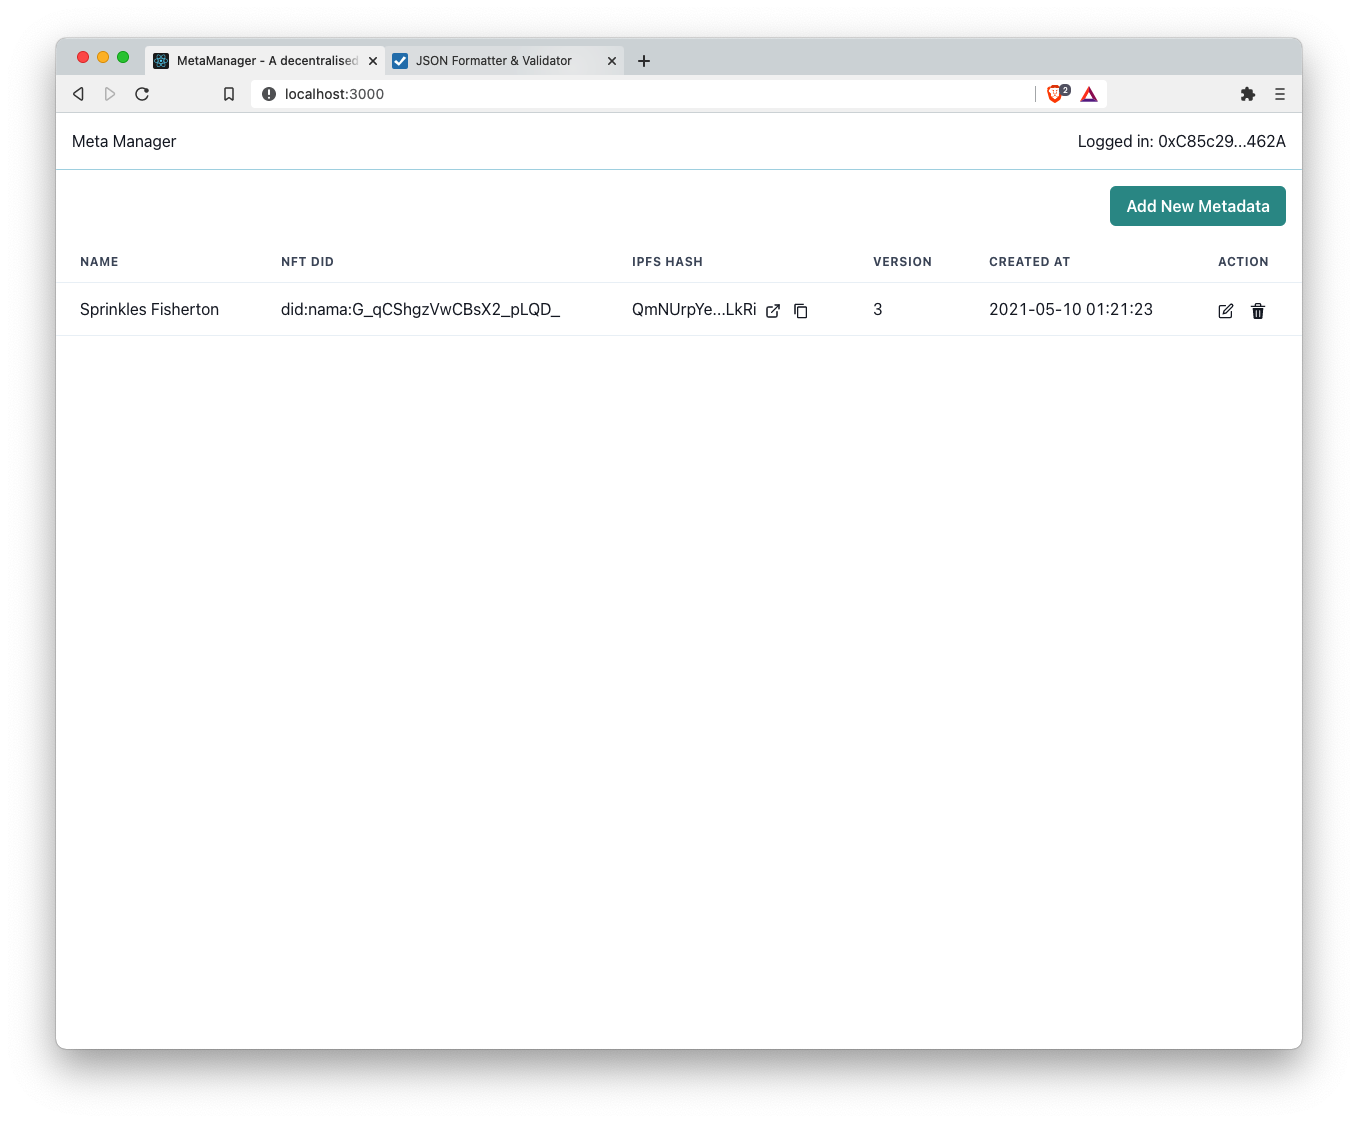 MetaManager - A decentralised
JSON Formatter & Validator
localhost:3000
2
Meta Manager
Logged in: 0xC85c29...462A
Add New Metadata
NAME NFT DID IPFS HASH VERSION CREATED AT ACTION
Sprinkles Fisherton did:nama:G_qCShgzVwCBsX2_pLQD_ QmNUrpYe...LkRi 3 2021-05-10 01:21:23